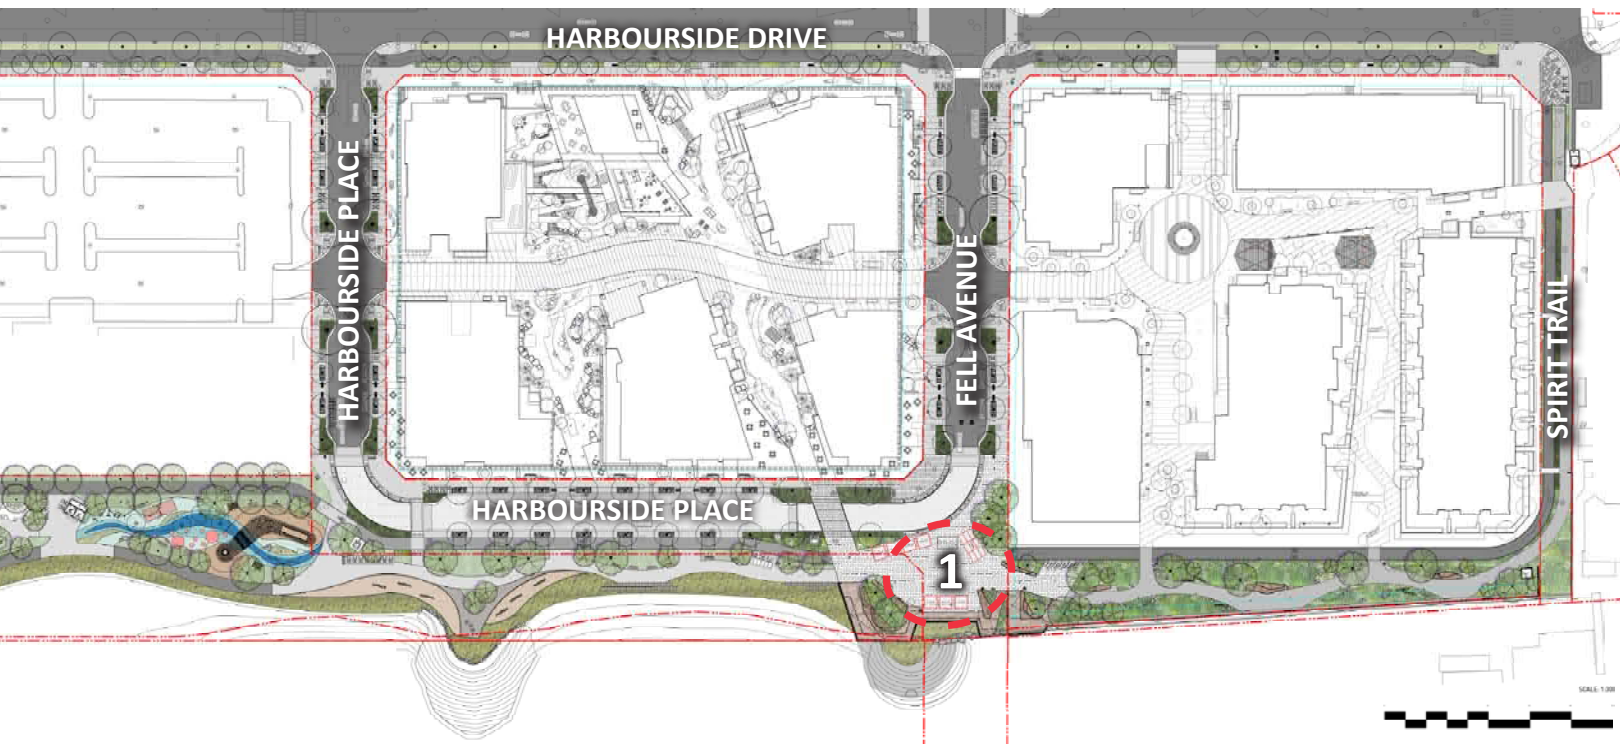 HARBOURSIDE DRIVE
HARBOURSIDE PLACE
FELL AVENUE
SPIRIT TRAIL
HARBOURSIDE PLACE
1